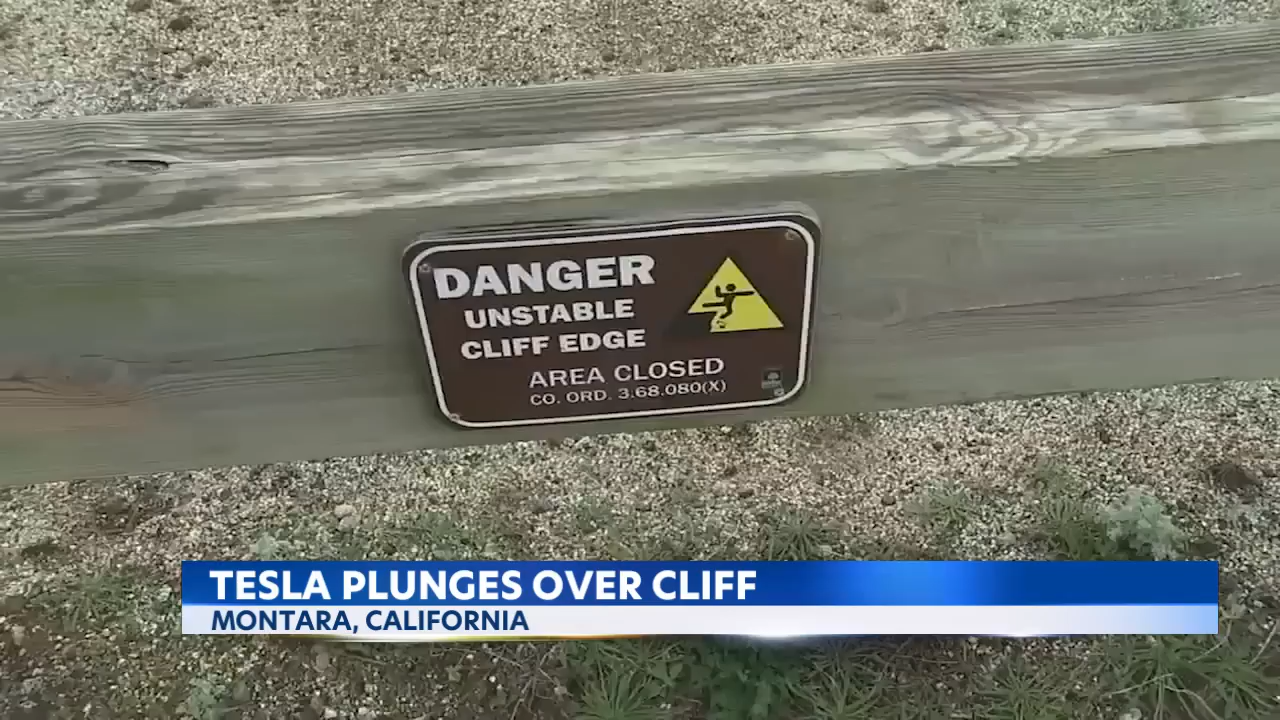 DANGER
UNSTABLE
CLIFF EDGE
AREA CLOSED
CO. ORD. 3.68.080(X)
TESLA PLUNGES OVER CLIFF
MONTARA, CALIFORNIA